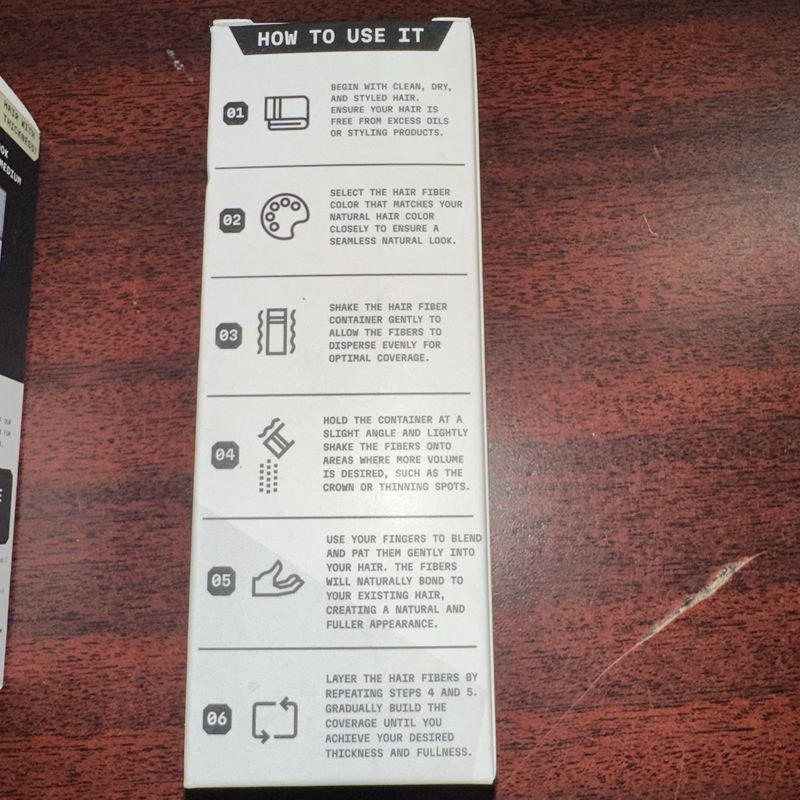 HOW TO USE IT
01
BEGIN WITH CLEAN, DRY,
AND STYLED HAIR.
ENSURE YOUR HAIR IS
FREE FROM EXCESS OILS
OR STYLING PRODUCTS.
02
SELECT THE HAIR FIBER
COLOR THAT MATCHES YOUR
NATURAL HAIR COLOR
CLOSELY TO ENSURE A
SEAMLESS NATURAL LOOK.
03
SHAKE THE HAIR FIBER
CONTAINER GENTLY TO
ALLOW THE FIBERS TO
DISPERSE EVENLY FOR
OPTIMAL COVERAGE.
04
HOLD THE CONTAINER AT A
SLIGHT ANGLE AND LIGHTLY
SHAKE THE FIBERS ONTO
AREAS WHERE MORE VOLUME
IS DESIRED, SUCH AS THE
CROWN OR THINNING SPOTS.
05
USE YOUR FINGERS TO BLEND
AND PAT THEM GENTLY INTO
YOUR HAIR. THE FIBERS
WILL NATURALLY BOND TO
YOUR EXISTING HAIR,
CREATING A NATURAL AND
FULLER APPEARANCE.
06
LAYER THE HAIR FIBERS BY
REPEATING STEPS 4 AND 5.
GRADUALLY BUILD THE
COVERAGE UNTIL YOU
ACHIEVE YOUR DESIRED
THICKNESS AND FULLNESS.
HAIR WITH
THICKNESS
MEDIUM